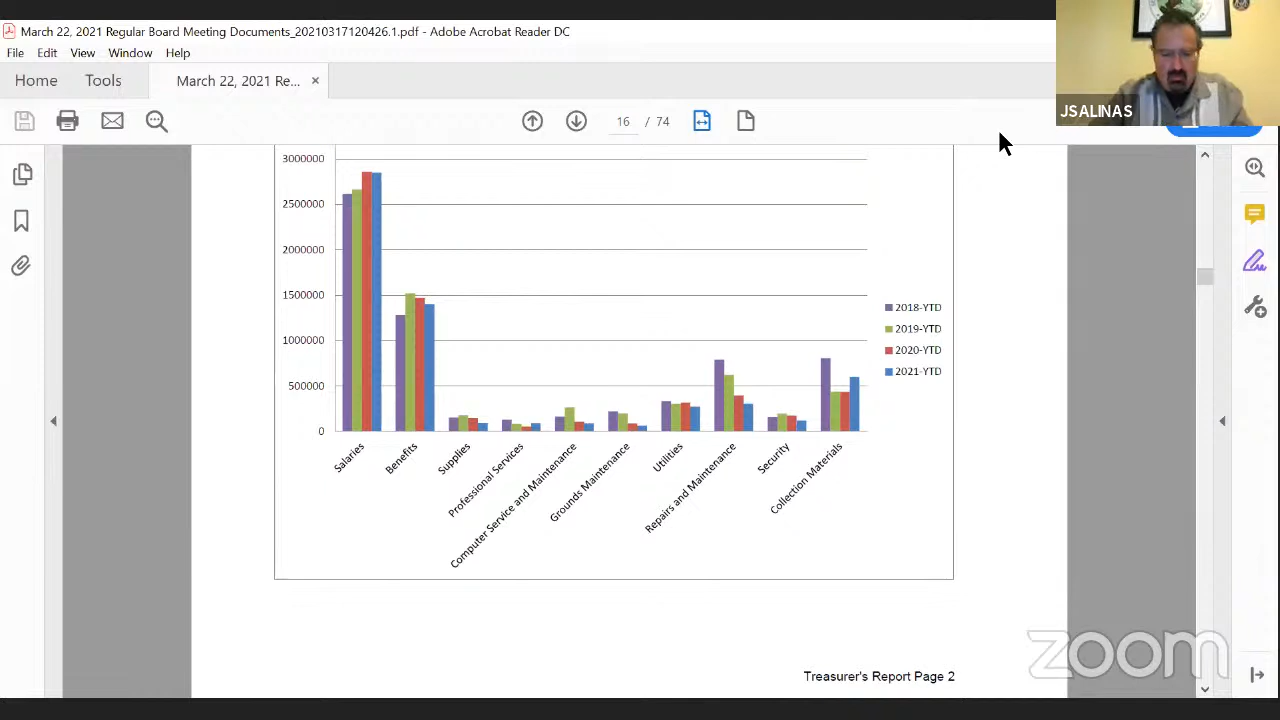 March 22, 2021 Regular Board Meeting Documents_20210317120426.1.pdf - Adobe Acrobat Reader DC
File Edit View Window Help
Home Tools March 22, 2021 Re... ×
16 / 74
JSALINAS
3000000
2500000
2000000
1500000
1000000
500000
0
2018-YTD
2019-YTD
2020-YTD
2021-YTD
Salaries
Benefits
Supplies
Professional Services
Computer Service and Maintenance
Grounds Maintenance
Utilities
Repairs and Maintenance
Security
Collection Materials
Treasurer's Report Page 2
zoom